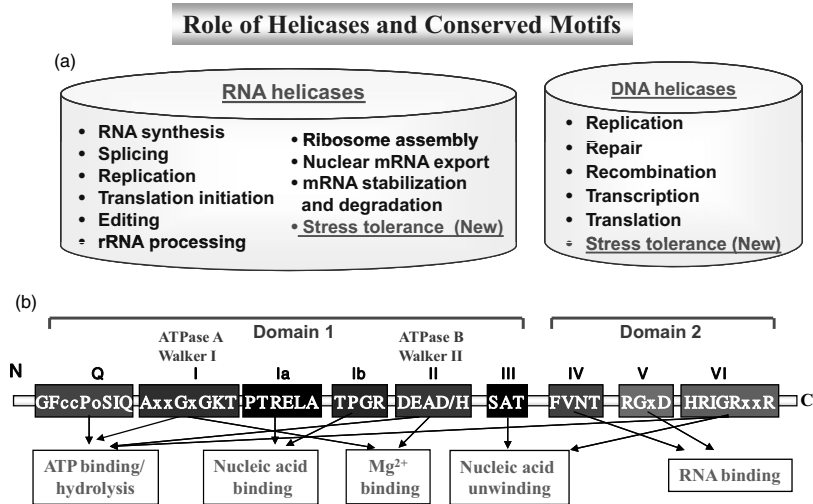 Role of Helicases and Conserved Motifs
(a)
RNA helicases
• RNA synthesis
• Splicing
• Replication
• Translation initiation
• Editing
• rRNA processing
• Ribosome assembly
• Nuclear mRNA export
• mRNA stabilization
and degradation
• Stress tolerance (New)
DNA helicases
• Replication
• Repair
• Recombination
• Transcription
• Translation
• Stress tolerance (New)
(b)
Domain 1
Domain 2
ATPase A
Walker I
ATPase B
Walker II
N Q I Ia Ib II III IV V VI
GFccPoSIQ AxxGxGKT PTRELA TPGR DEAD/H SAT FVNT RGxD HRIGRxxR C
ATP binding/
hydrolysis
Nucleic acid
binding
Mg²⁺
binding
Nucleic acid
unwinding
RNA binding